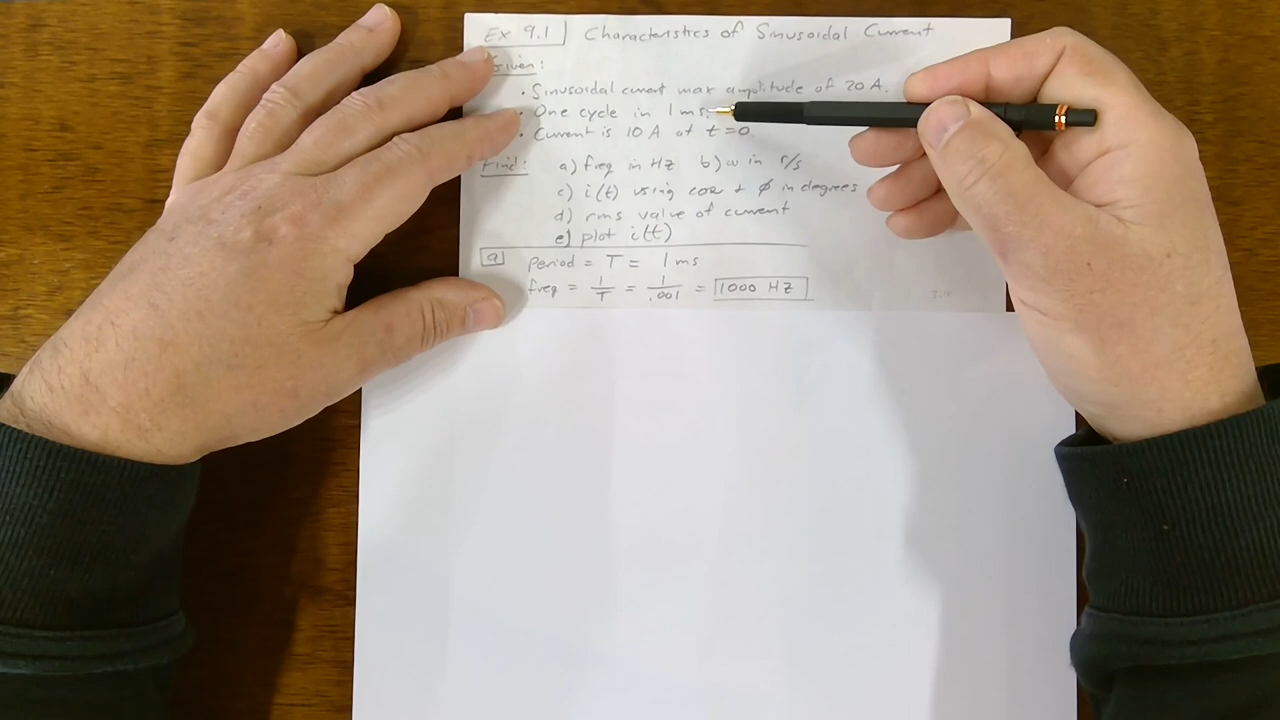 Ex 9.1 Characteristics of Sinusoidal Current
Given:
• Sinusoidal current max amplitude of 20 A.
• One cycle in 1 ms.
• Current is 10 A at t=0
Find: a) freq in Hz b) ω in r/s
c) i(t) using cos + ϕ in degrees
d) rms value of current
e) plot i(t)
a Period = T = 1 ms
freq = 1/T = 1/.001 = 1000 Hz